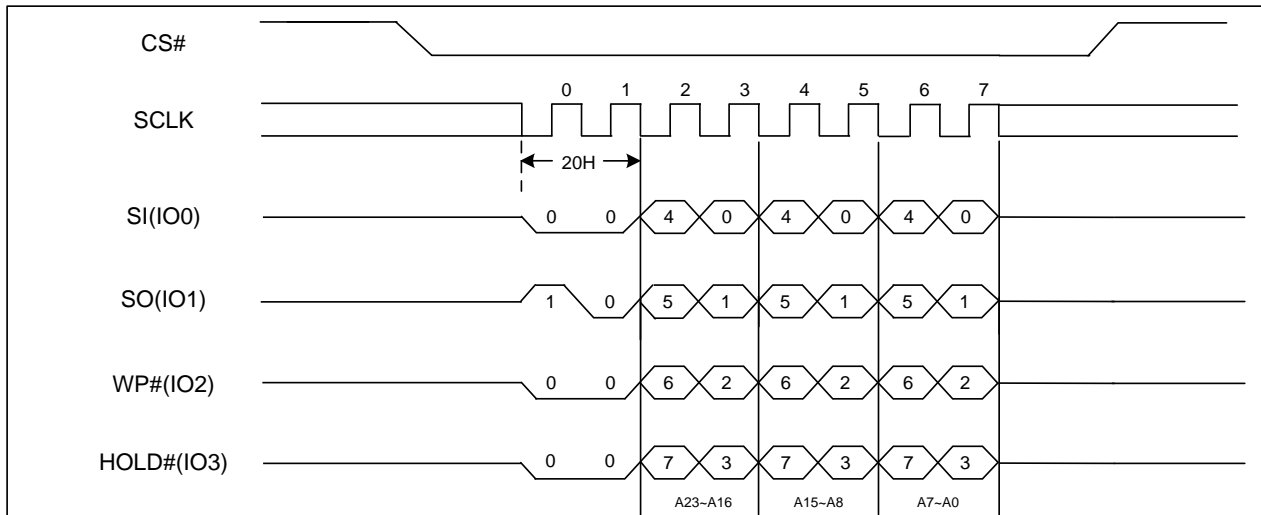 CS#
0 1 2 3 4 5 6 7
SCLK
20H
SI(IO0) 0 0 4 0 4 0 4 0
SO(IO1) 1 0 5 1 5 1 5 1
WP#(IO2) 0 0 6 2 6 2 6 2
HOLD#(IO3) 0 0 7 3 7 3 7 3
A23~A16 A15~A8 A7~A0